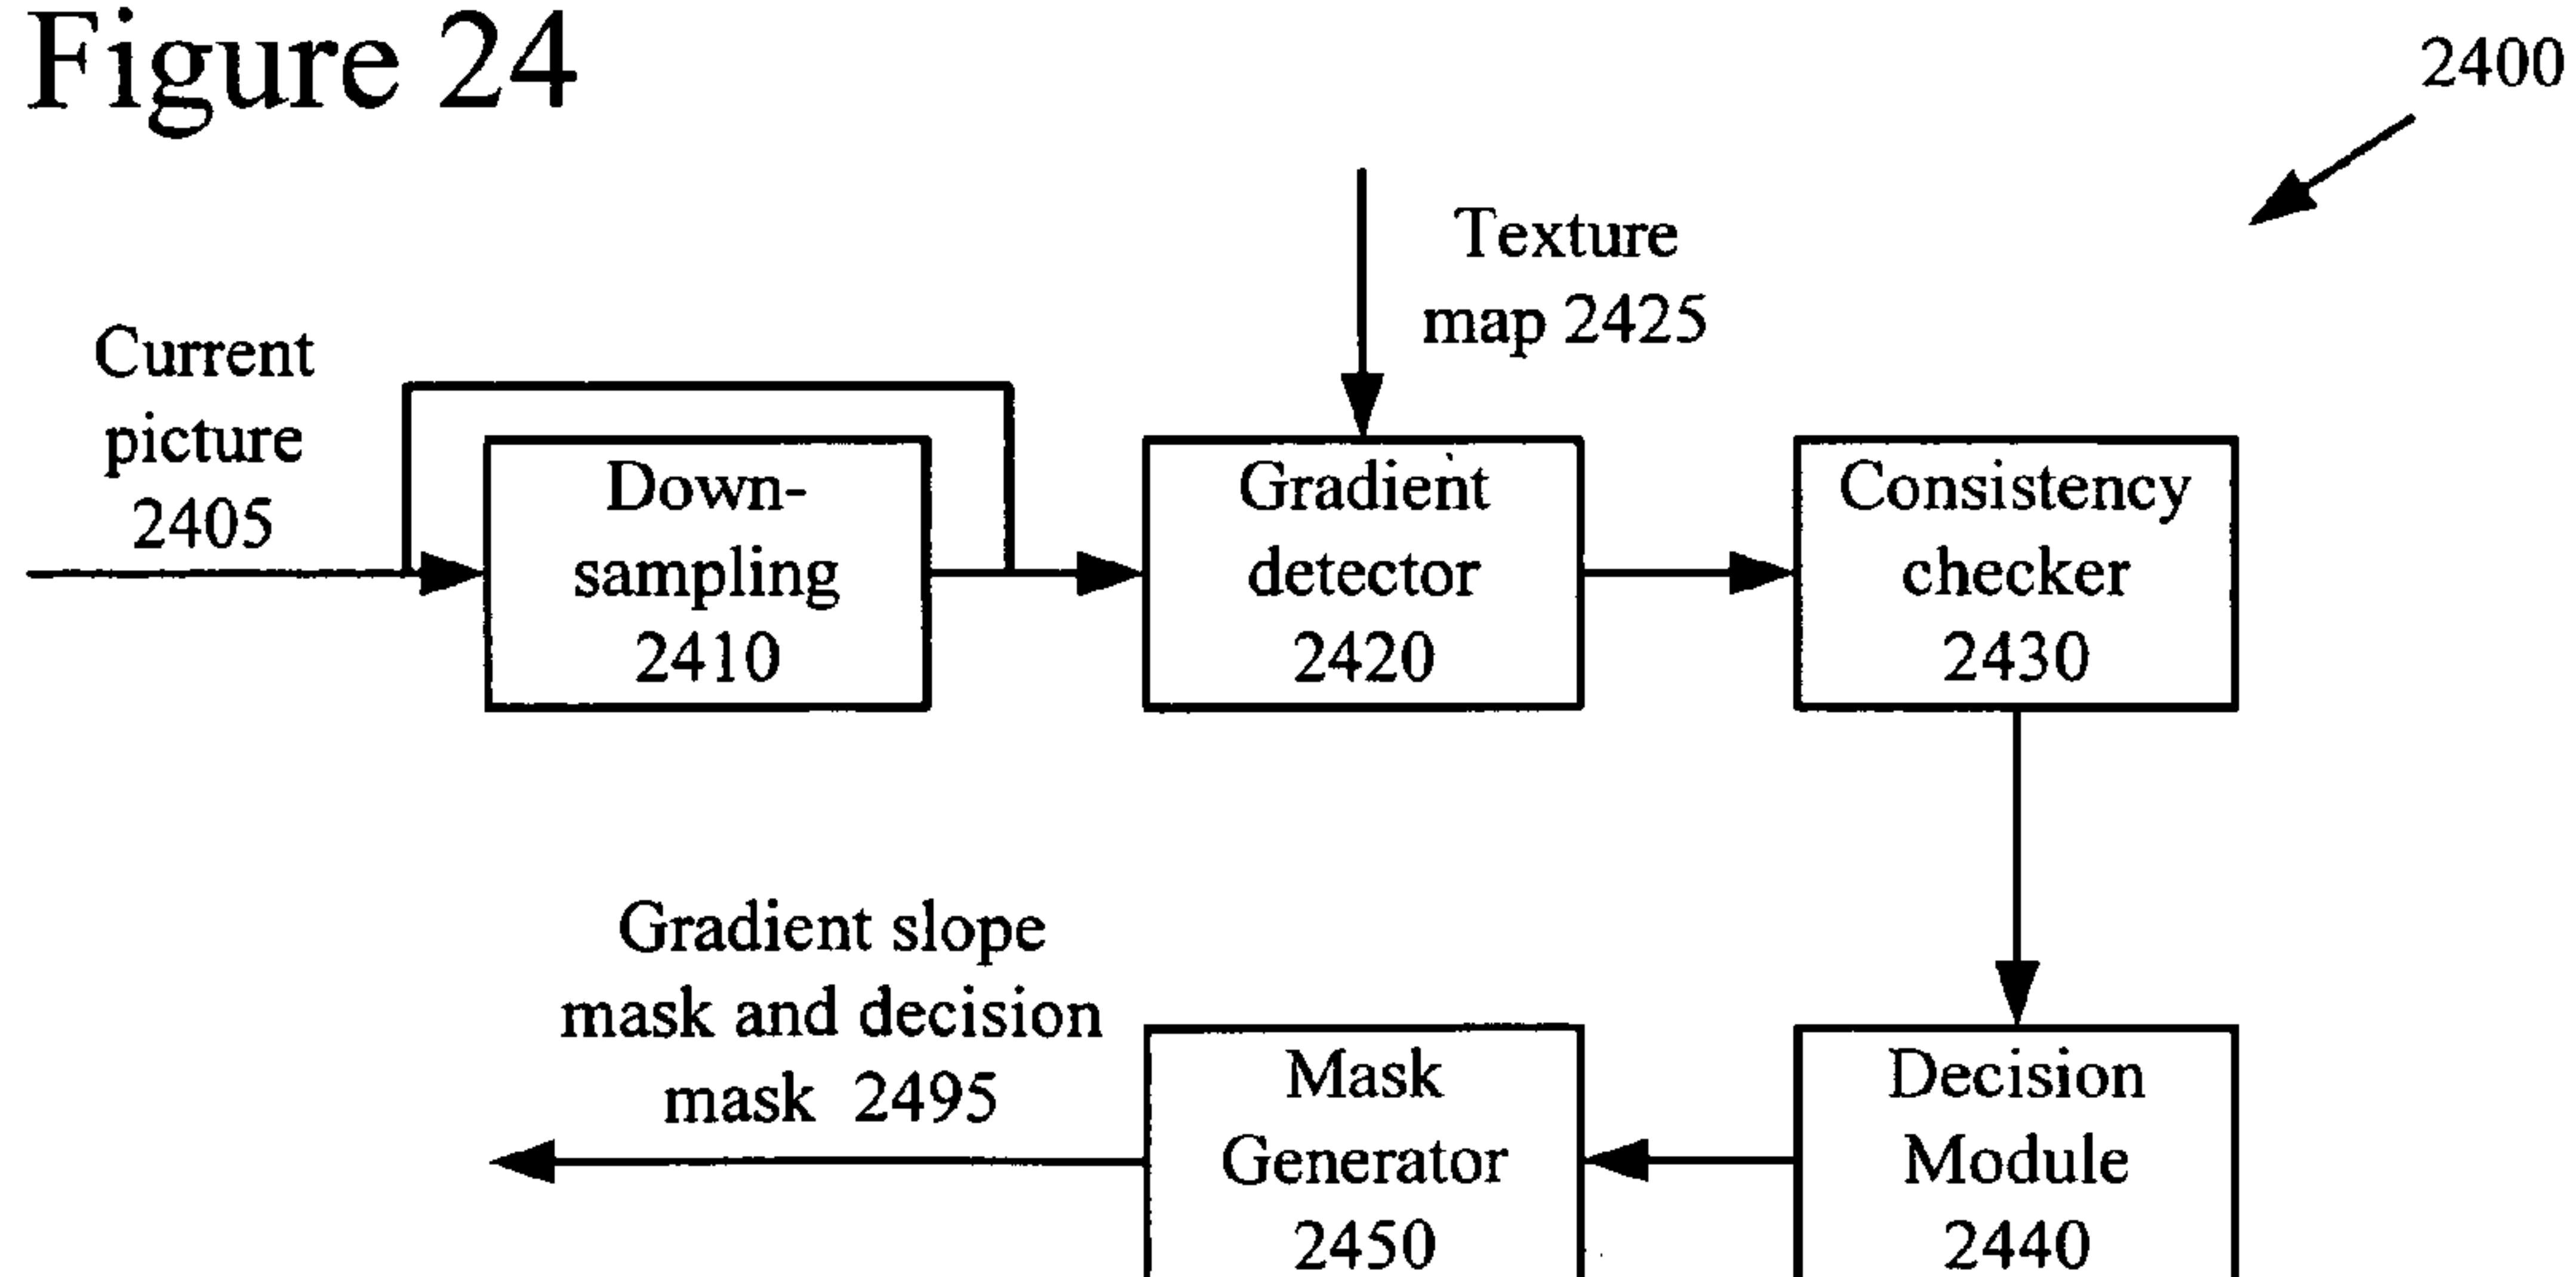 Figure 24
2400
Texture
map 2425
Current
picture
2405
Down-
sampling
2410
Gradient
detector
2420
Consistency
checker
2430
Gradient slope
mask and decision
mask 2495
Mask
Generator
2450
Decision
Module
2440